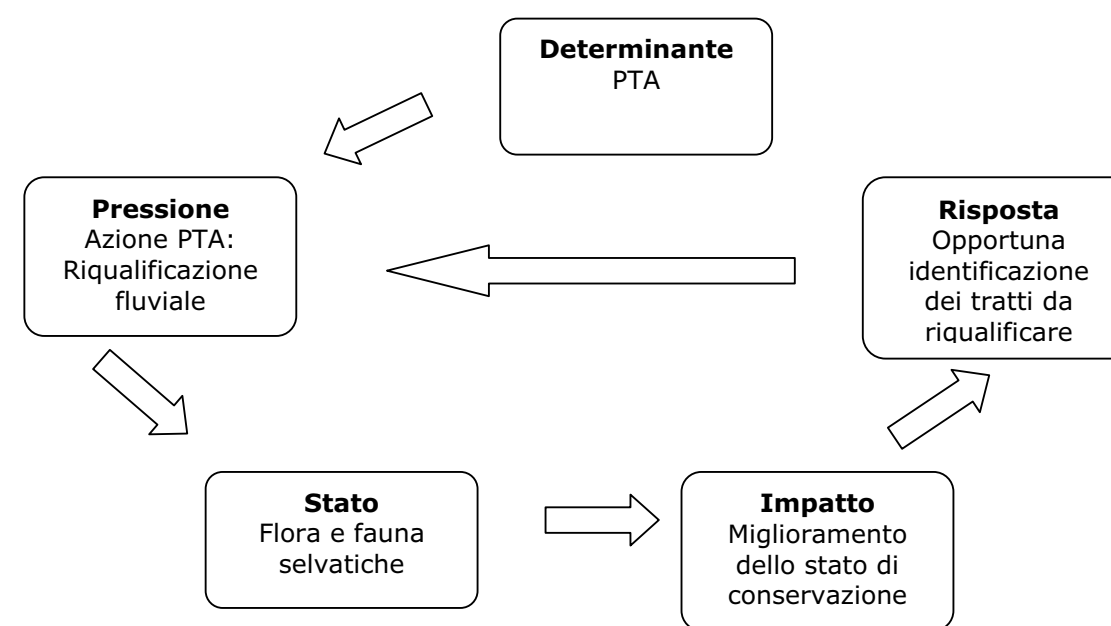 Determinante
PTA
Pressione
Azione PTA:
Riqualificazione
fluviale
Risposta
Opportuna
identificazione
dei tratti da
riqualificare
Stato
Flora e fauna
selvatiche
Impatto
Miglioramento
dello stato di
conservazione